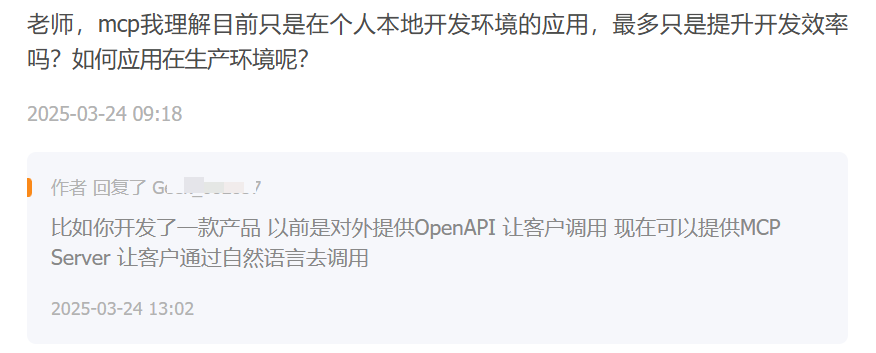 老师，mcp我理解目前只是在个人本地开发环境的应用，最多只是提升开发效率
吗？如何应用在生产环境呢？
2025-03-24 09:18
作者 回复了
比如你开发了一款产品 以前是对外提供OpenAPI 让客户调用 现在可以提供MCP
Server 让客户通过自然语言去调用
2025-03-24 13:02